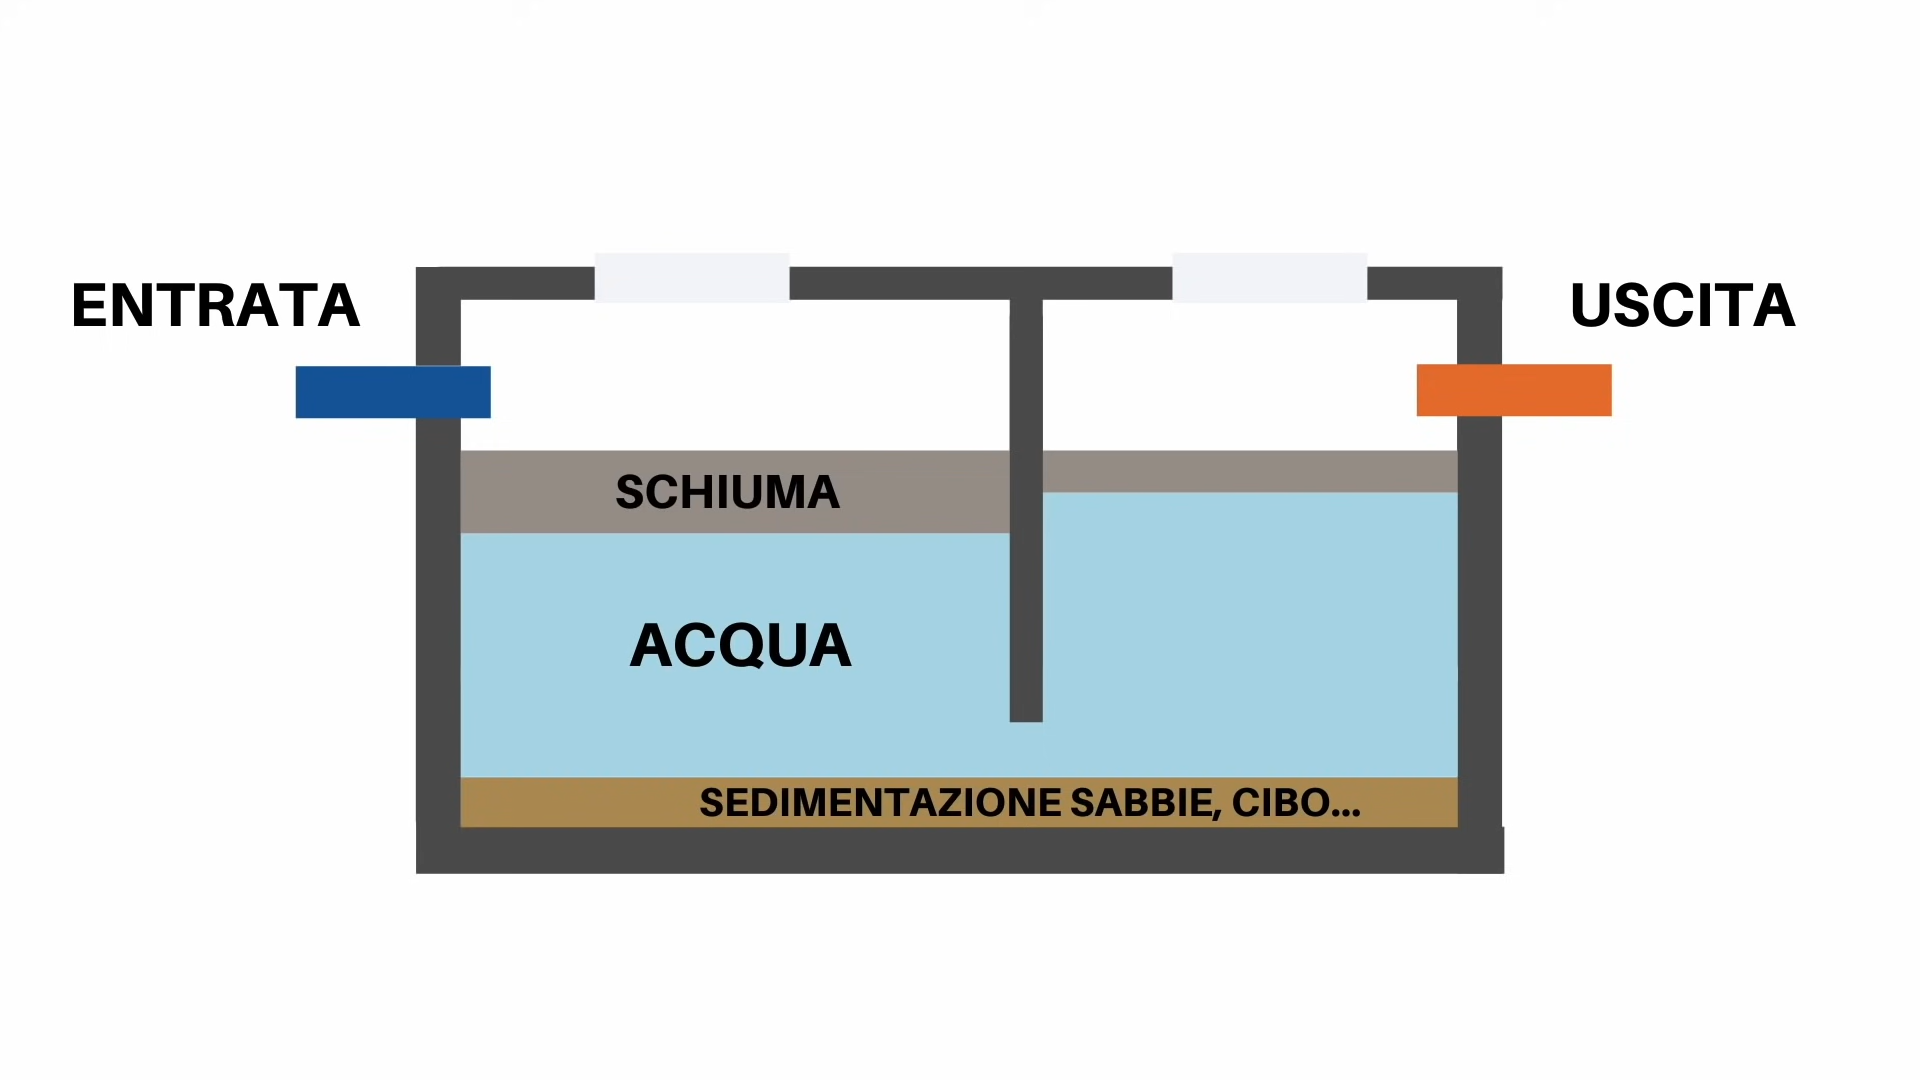 ENTRATA
USCITA
SCHIUMA
ACQUA
SEDIMENTAZIONE SABBIE, CIBO...